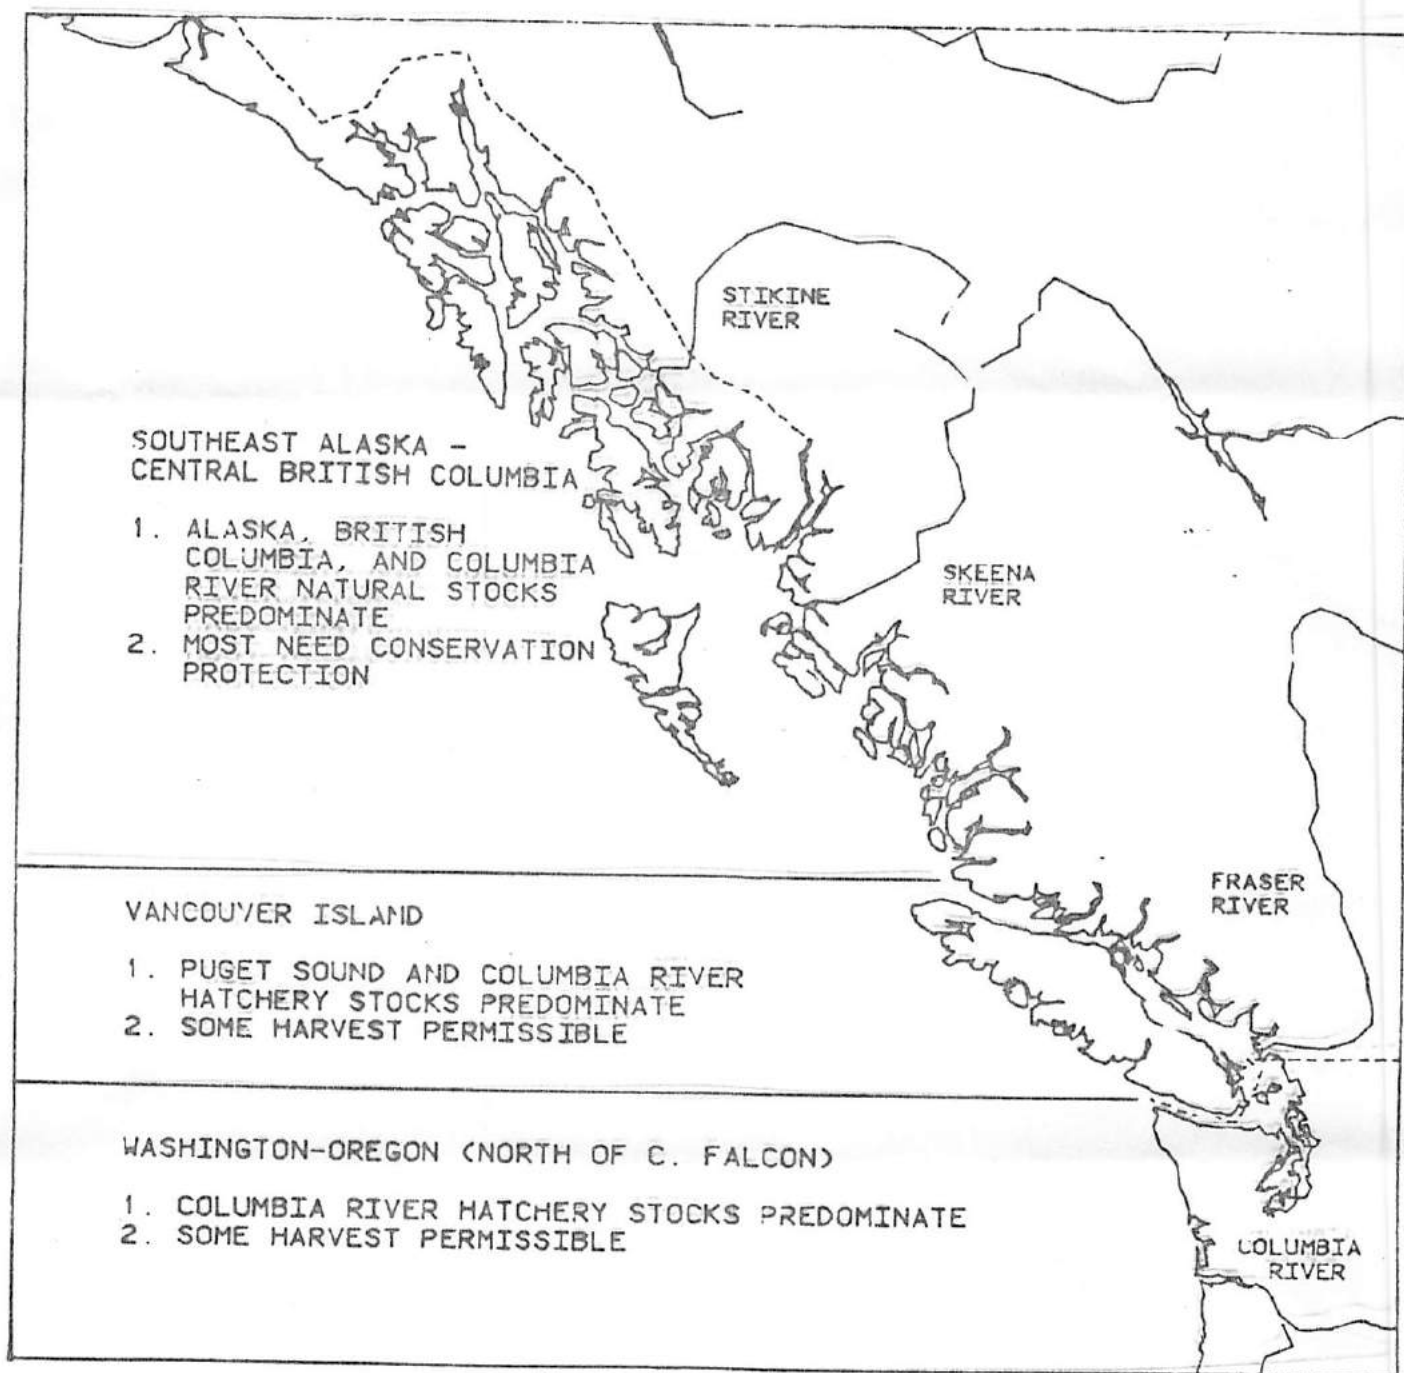 STIKINE
RIVER
SOUTHEAST ALASKA -
CENTRAL BRITISH COLUMBIA
1. ALASKA, BRITISH
COLUMBIA, AND COLUMBIA
RIVER NATURAL STOCKS
PREDOMINATE
2. MOST NEED CONSERVATION
PROTECTION
SKEENA
RIVER
FRASER
RIVER
VANCOUVER ISLAND
1. PUGET SOUND AND COLUMBIA RIVER
HATCHERY STOCKS PREDOMINATE
2. SOME HARVEST PERMISSIBLE
WASHINGTON-OREGON (NORTH OF C. FALCON)
1. COLUMBIA RIVER HATCHERY STOCKS PREDOMINATE
2. SOME HARVEST PERMISSIBLE
COLUMBIA
RIVER